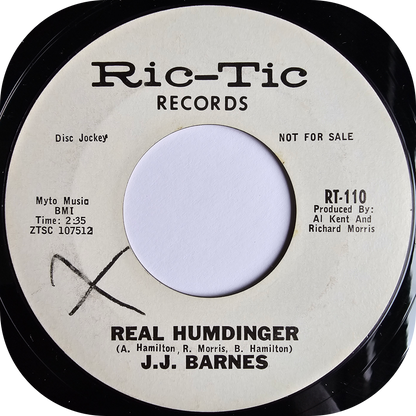 Ric-Tic
RECORDS
Disc Jockey
NOT FOR SALE
Myto Music
BMI
Time: 2:35
ZTSC 107512
RT-110
Produced By:
Al Kent And
Richard Morris
X
REAL HUMDINGER
(A. Hamilton, R. Morris, B. Hamilton)
J.J. BARNES